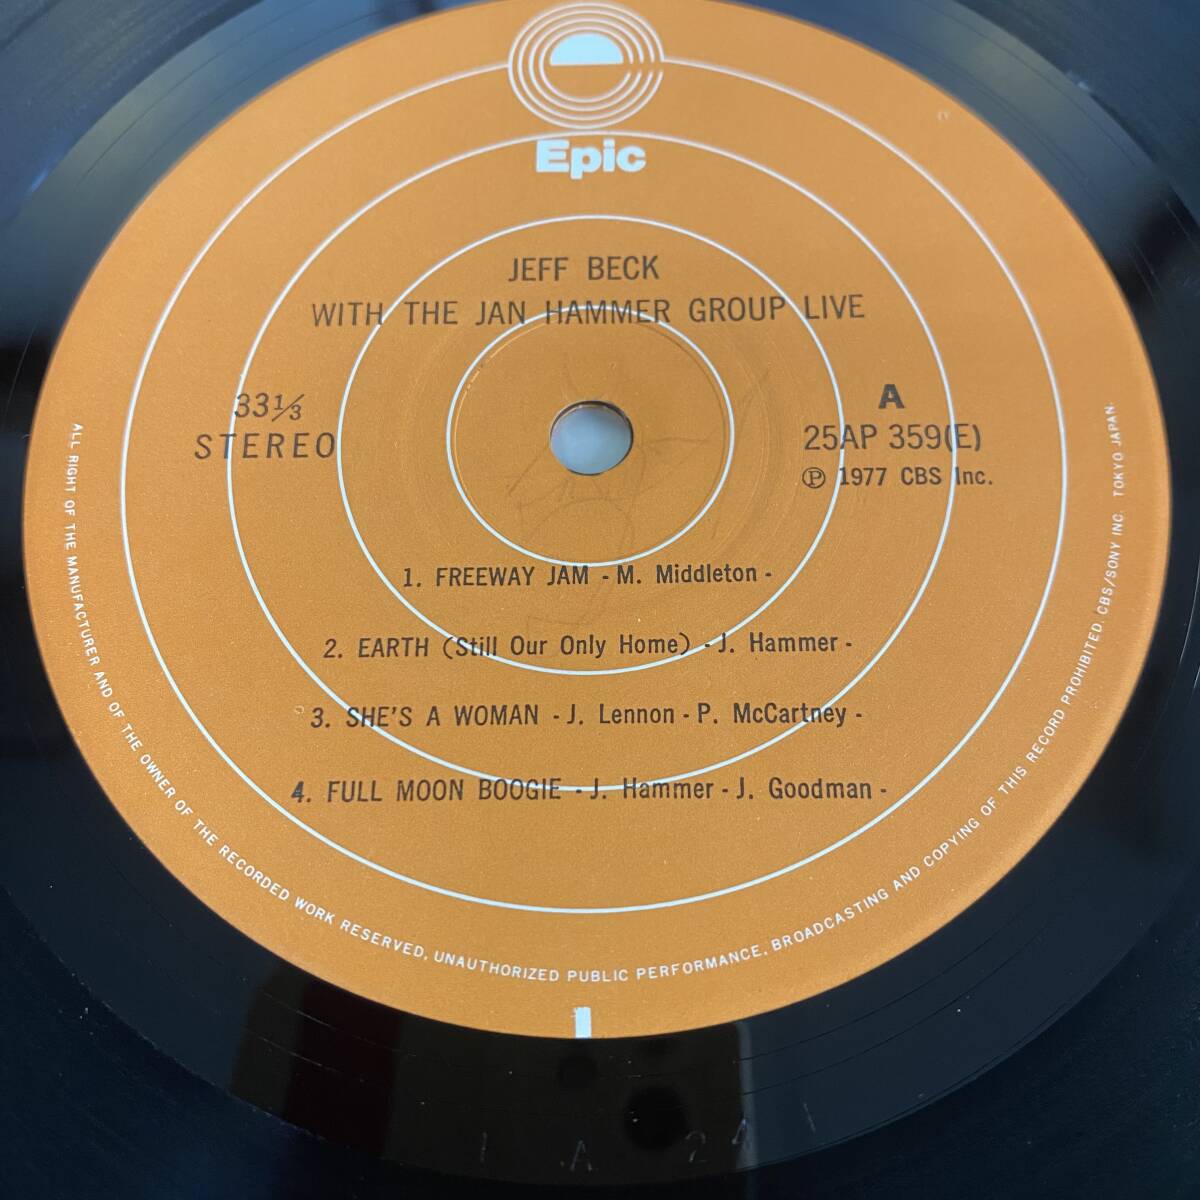 Epic
JEFF BECK
WITH THE JAN HAMMER GROUP LIVE
33⅓
STEREO
A
25AP 359(E)
Ⓟ 1977 CBS Inc.
1. FREEWAY JAM - M. Middleton -
2. EARTH (Still Our Only Home) - J. Hammer -
3. SHE'S A WOMAN - J. Lennon - P. McCartney -
4. FULL MOON BOOGIE - J. Hammer - J. Goodman -
ALL RIGHT OF THE MANUFACTURER AND OF THE OWNER OF THE RECORDED WORK RESERVED, UNAUTHORIZED PUBLIC PERFORMANCE, BROADCASTING AND COPYING OF THIS RECORD PROHIBITED. CBS/SONY INC. TOKYO JAPAN.
1 A